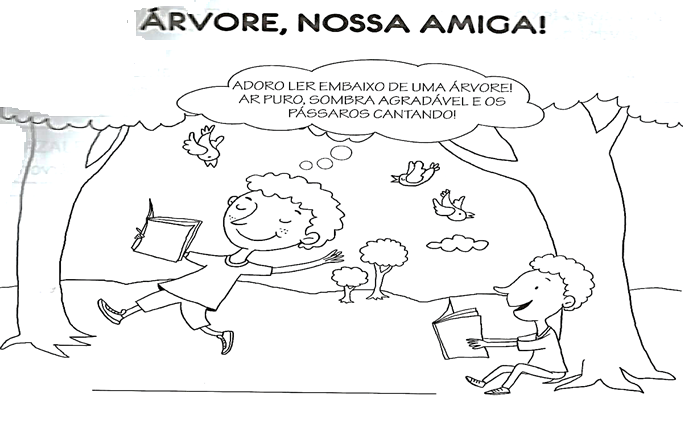 ÁRVORE, NOSSA AMIGA!
ADORO LER EMBAIXO DE UMA ÁRVORE!
AR PURO, SOMBRA AGRADÁVEL E OS
PÁSSAROS CANTANDO!